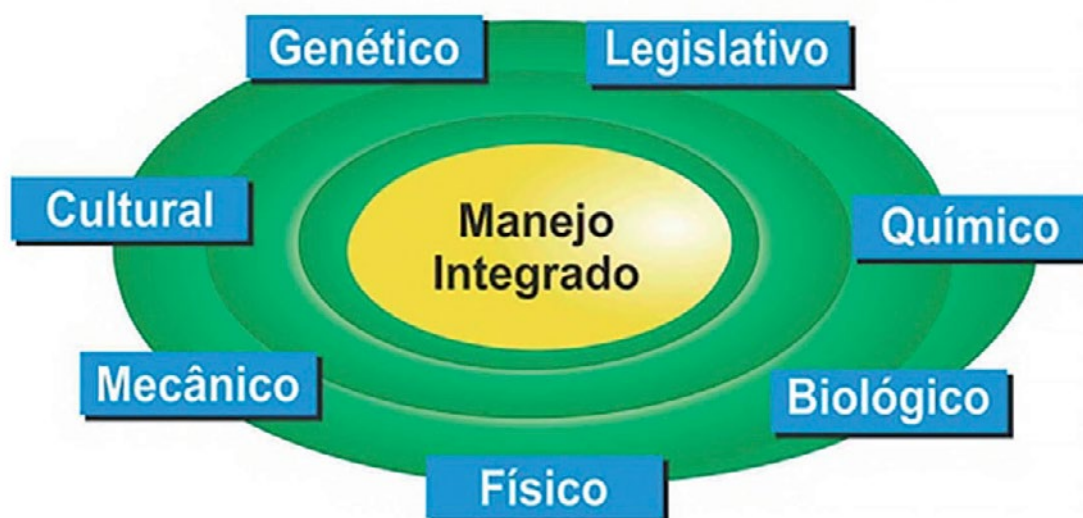 Genético
Legislativo
Cultural
Manejo
Integrado
Químico
Mecânico
Biológico
Físico